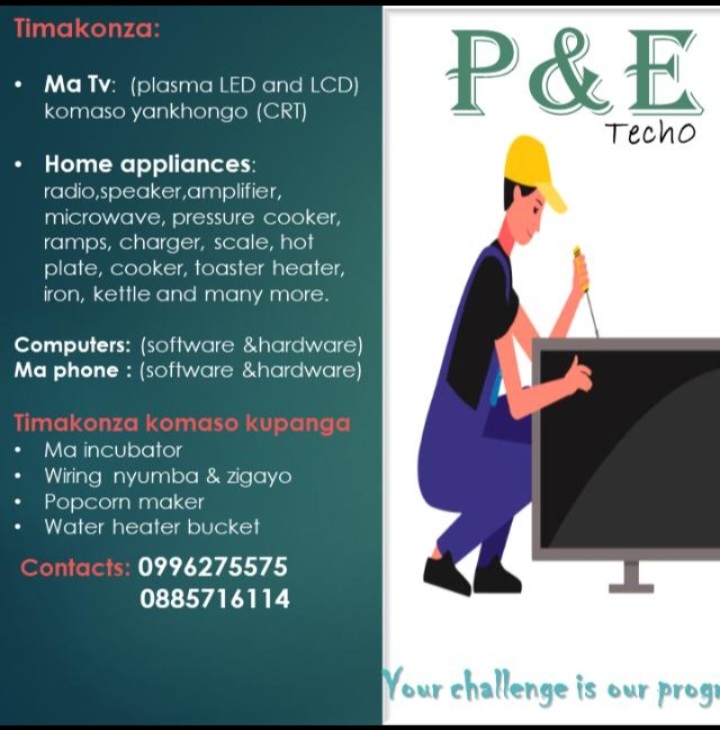 Timakonza:
• Ma Tv: (plasma LED and LCD)
komaso yankhongo (CRT)
• Home appliances:
radio,speaker,amplifier,
microwave, pressure cooker,
ramps, charger, scale, hot
plate, cooker, toaster heater,
iron, kettle and many more.
Computers: (software &hardware)
Ma phone : (software &hardware)
Timakonza komaso kupanga
• Ma incubator
• Wiring nyumba & zigayo
• Popcorn maker
• Water heater bucket
Contacts: 0996275575
0885716114
P&E
TechO
Your challenge is our